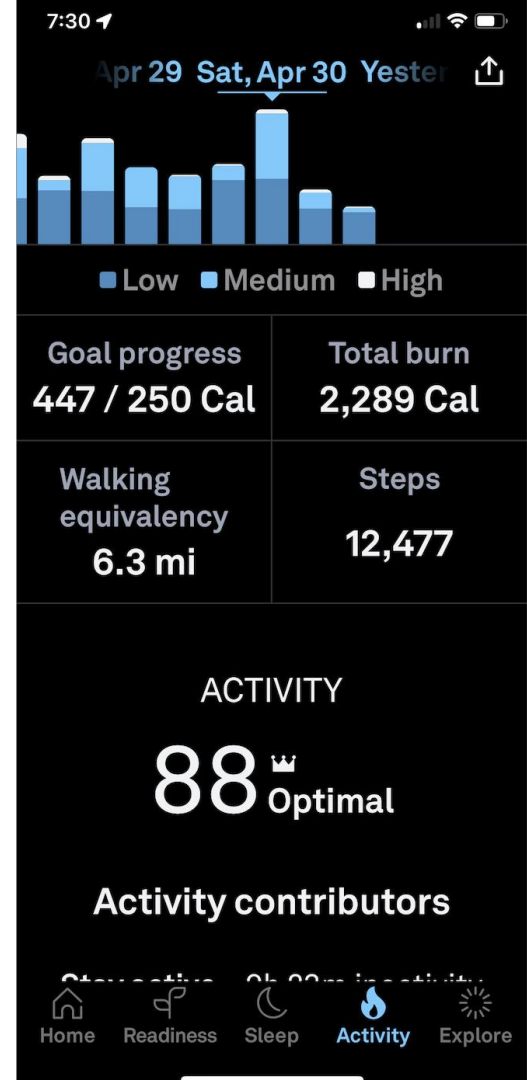 7:30
Apr 29 Sat, Apr 30 Yester
Low Medium High
Goal progress
447 / 250 Cal
Total burn
2,289 Cal
Walking
equivalency
6.3 mi
Steps
12,477
ACTIVITY
88 Optimal
Activity contributors
Home Readiness Sleep Activity Explore